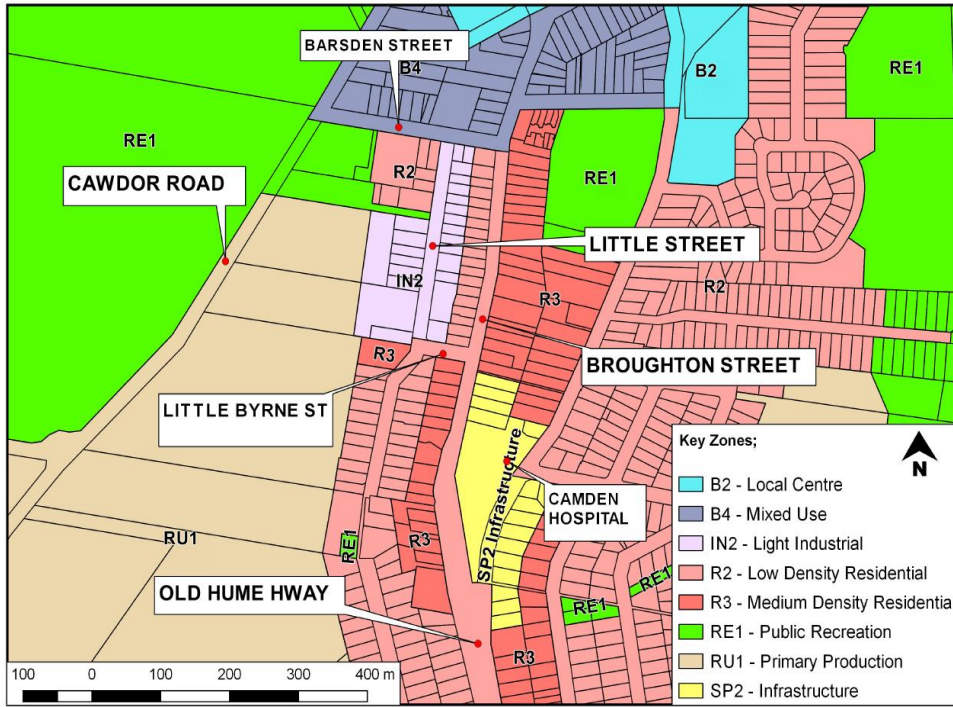 BARSDEN STREET
B4
B2
RE1
RE1
CAWDOR ROAD
R2
RE1
LITTLE STREET
IN2
R3
R2
R3
BROUGHTON STREET
LITTLE BYRNE ST
SP2 Infrastructure
CAMDEN
HOSPITAL
RU1
RE1
R3
OLD HUME HWAY
RE1
RE1
R3
Key Zones;
N
B2 - Local Centre
B4 - Mixed Use
IN2 - Light Industrial
R2 - Low Density Residential
R3 - Medium Density Residential
RE1 - Public Recreation
RU1 - Primary Production
SP2 - Infrastructure
100 0 100 200 300 400 m